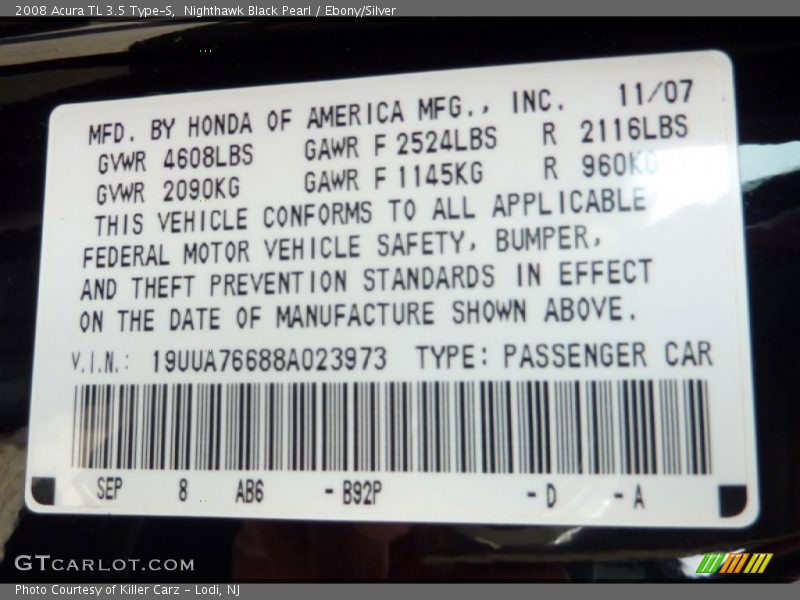 2008 Acura TL 3.5 Type-S, Nighthawk Black Pearl / Ebony/Silver
MFD. BY HONDA OF AMERICA MFG., INC. 11/07
GVWR 4608LBS GAWR F 2524LBS R 2116LBS
GVWR 2090KG GAWR F 1145KG R 960KG
THIS VEHICLE CONFORMS TO ALL APPLICABLE
FEDERAL MOTOR VEHICLE SAFETY, BUMPER,
AND THEFT PREVENTION STANDARDS IN EFFECT
ON THE DATE OF MANUFACTURE SHOWN ABOVE.
V.I.N.: 19UUA76688A023973 TYPE: PASSENGER CAR
SEP 8 AB6 -B92P -D -A
GTCARLOT.COM
Photo Courtesy of Killer Carz - Lodi, NJ